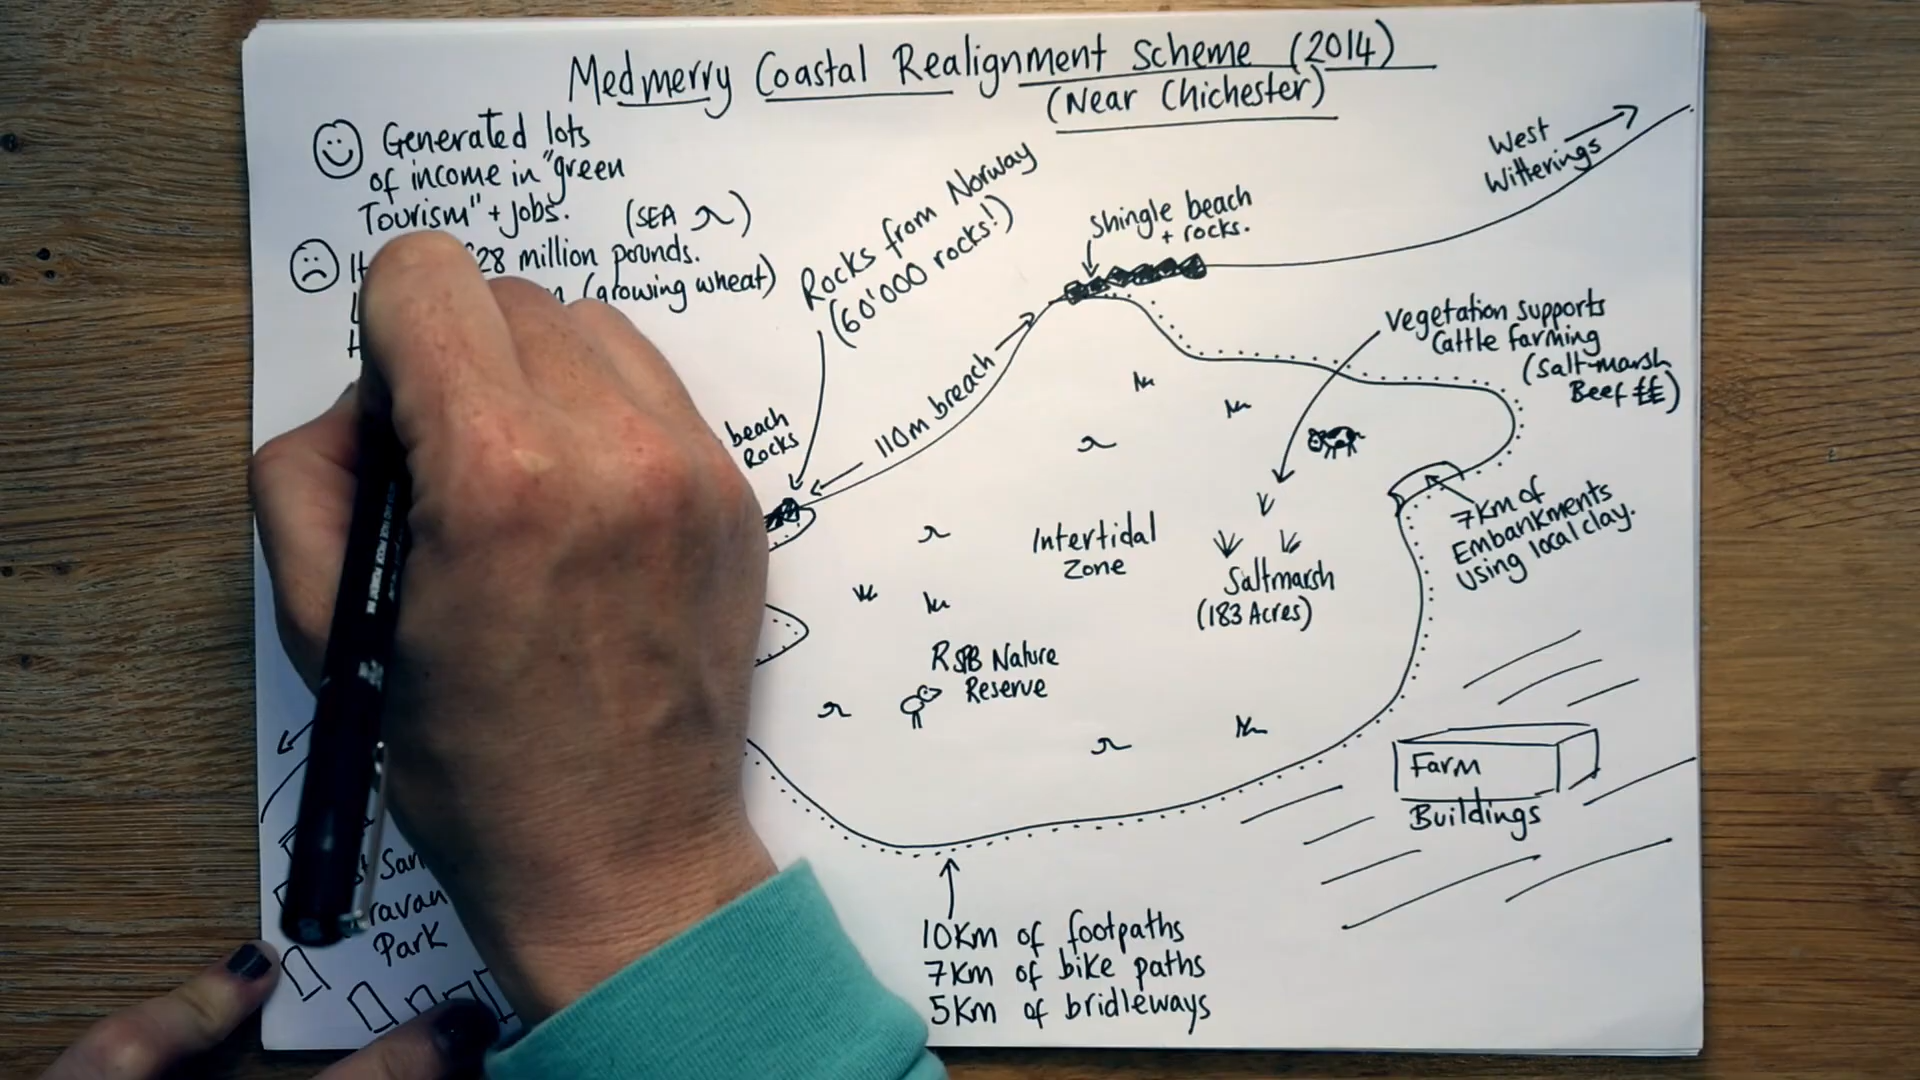 Medmerry Coastal Realignment Scheme (2014)
(Near Chichester)
Generated lots
of income in "green
Tourism" + jobs.
(SEA)
28 million pounds.
(growing wheat)
Rocks from Norway
(60'000 rocks!)
Shingle beach
+ rocks.
West
Witterings
Vegetation supports
Cattle farming
(Salt-marsh
Beef ££)
110m breach
beach
Rocks
7km of
Embankments
using local clay.
Intertidal
Zone
Saltmarsh
(183 Acres)
RSPB Nature
Reserve
Farm
Buildings
Park
10km of footpaths
7km of bike paths
5km of bridleways